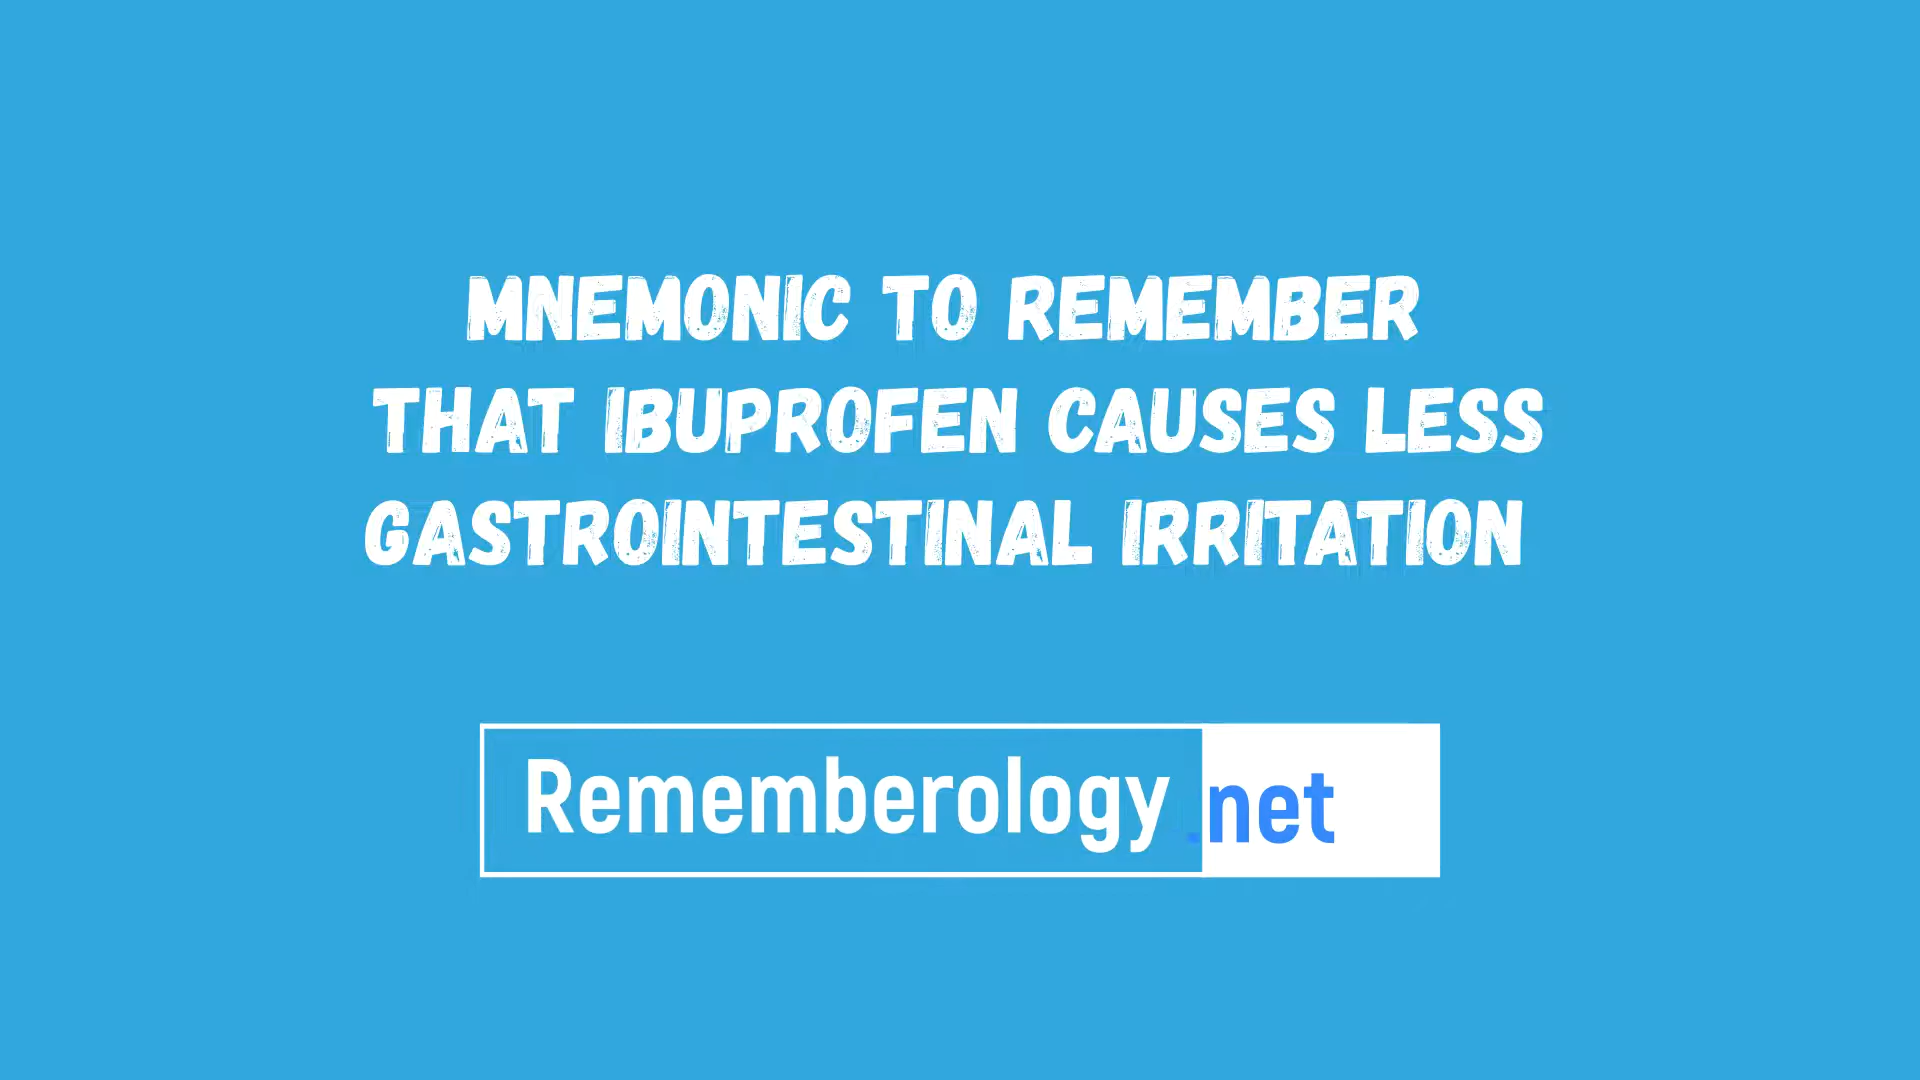 MNEMONIC TO REMEMBER
THAT IBUPROFEN CAUSES LESS
GASTROINTESTINAL IRRITATION
Rememberology .net